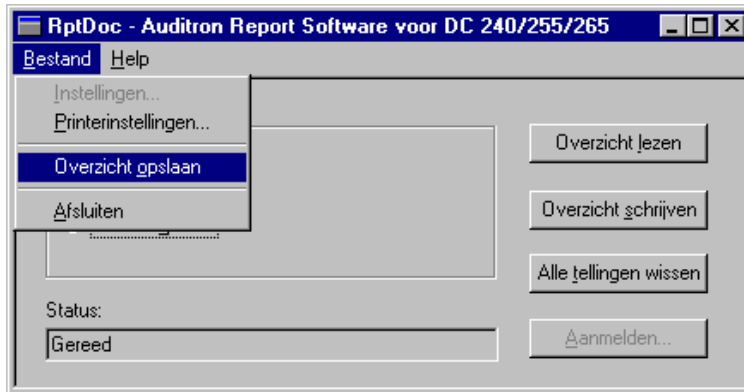 RptDoc - Auditron Report Software voor DC 240/255/265
Bestand Help
Instellingen...
Printerinstellingen...
Overzicht opslaan
Afsluiten
Overzicht lezen
Overzicht schrijven
Alle tellingen wissen
Aanmelden...
Status:
Gereed